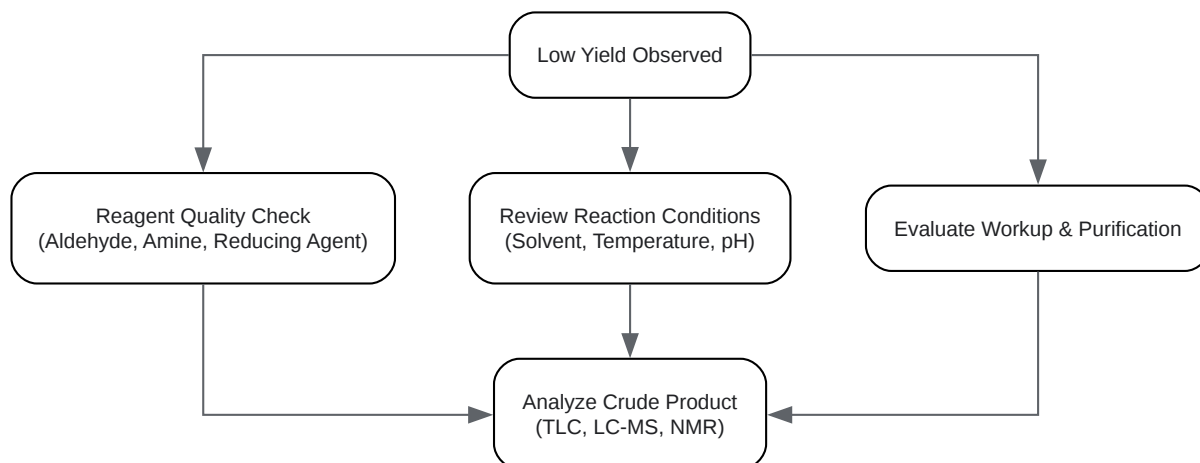 Low Yield Observed
Reagent Quality Check
(Aldehyde, Amine, Reducing Agent)
Review Reaction Conditions
(Solvent, Temperature, pH)
Evaluate Workup & Purification
Analyze Crude Product
(TLC, LC-MS, NMR)